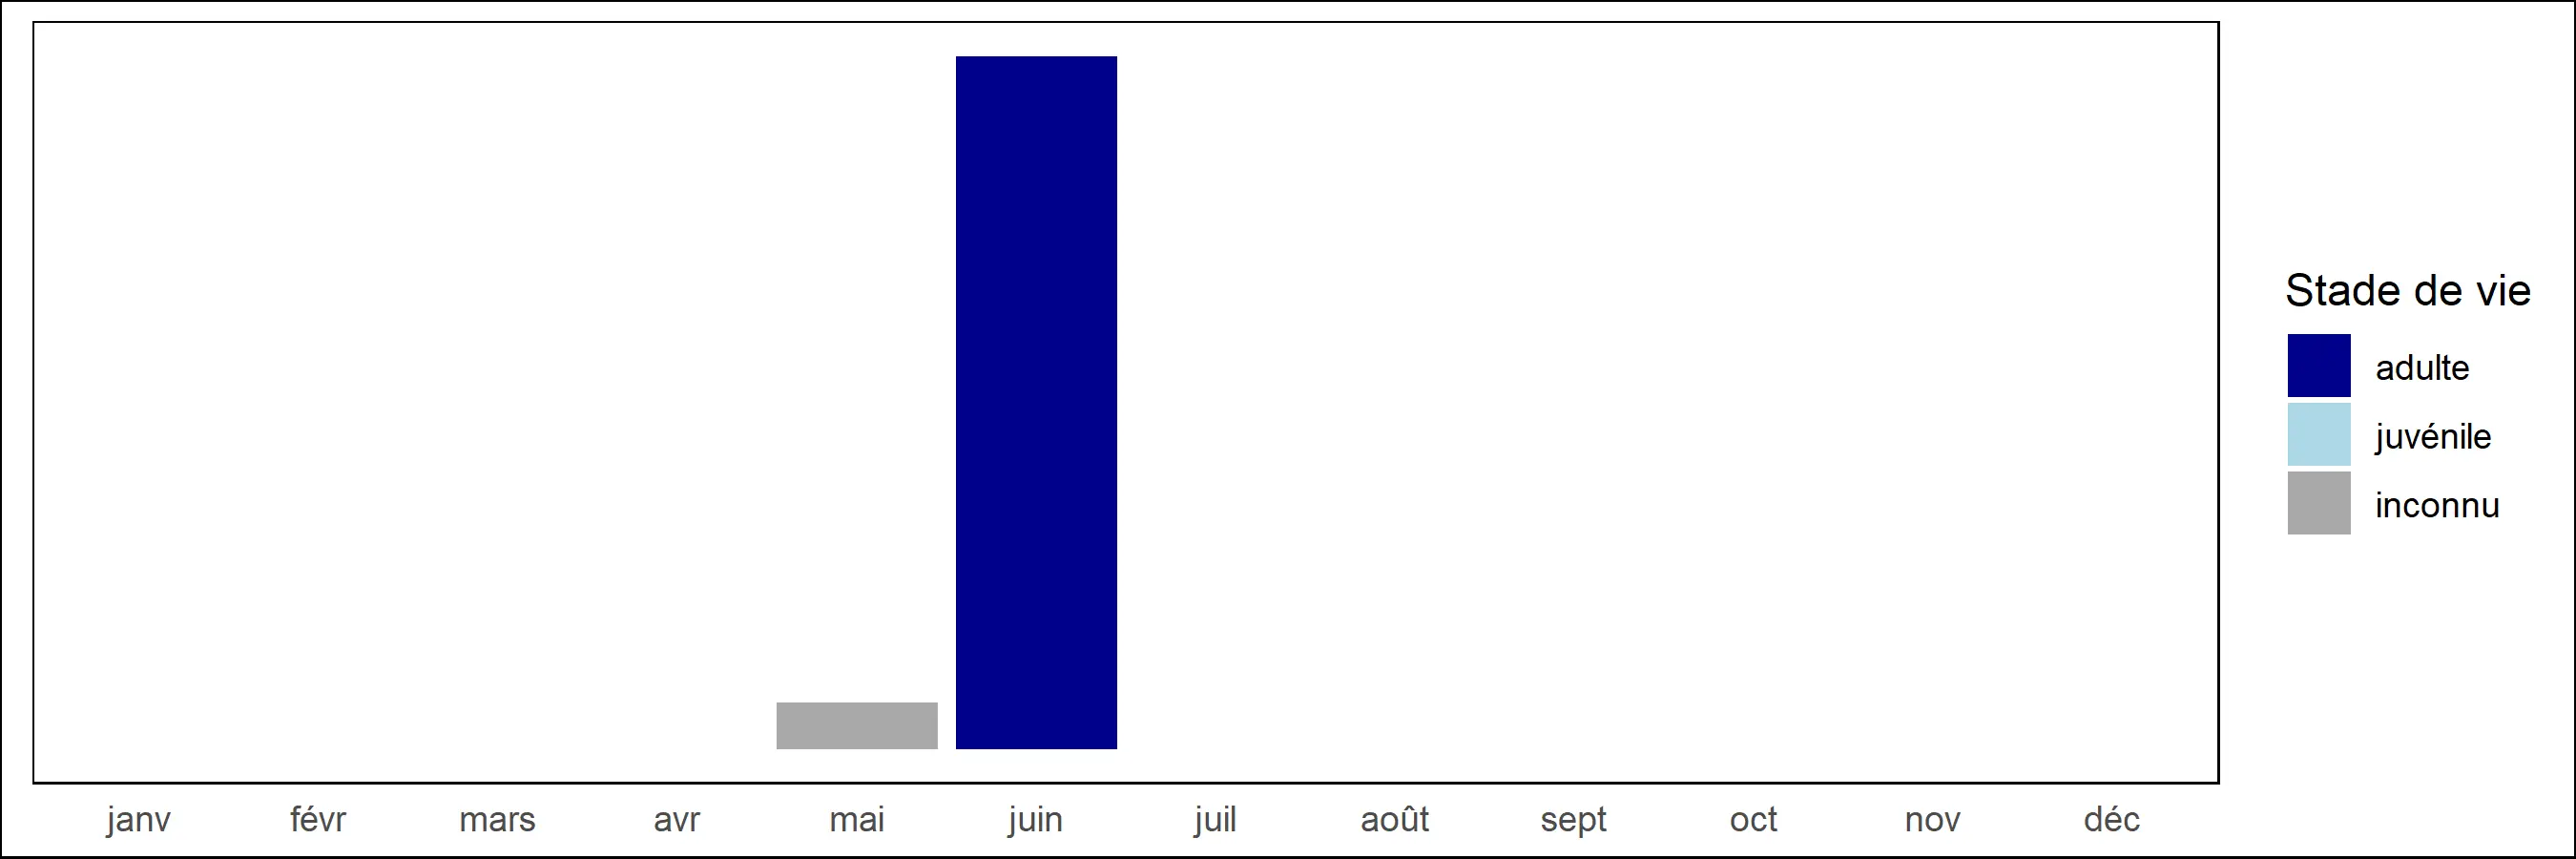 Stade de vie
adulte
juvénile
inconnu
janv févr mars avr mai juin juil août sept oct nov déc